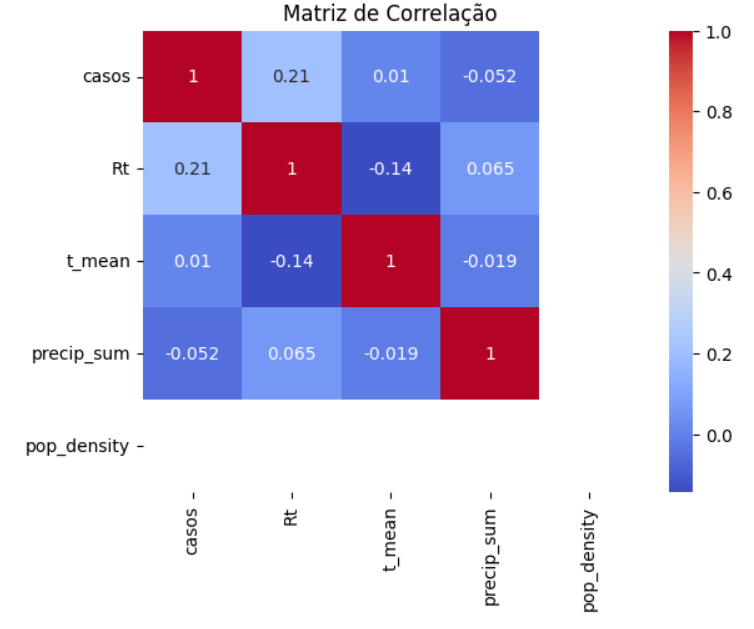 Matriz de Correlação
casos 1 0.21 0.01 -0.052
Rt 0.21 1 -0.14 0.065
t_mean 0.01 -0.14 1 -0.019
precip_sum -0.052 0.065 -0.019 1
pop_density
casos Rt t_mean precip_sum pop_density
1.0
0.8
0.6
0.4
0.2
0.0